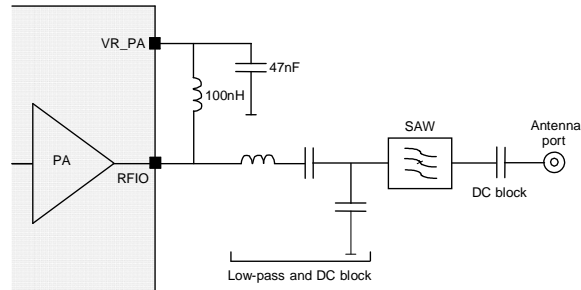 VR_PA
47nF
100nH
SAW
Antenna
port
PA
RFIO
DC block
Low-pass and DC block